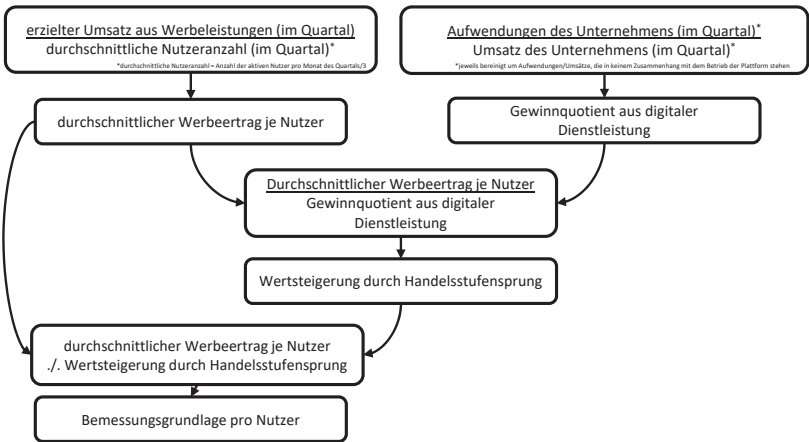 erzielter Umsatz aus Werbeleistungen (im Quartal)
durchschnittliche Nutzeranzahl (im Quartal)*
*durchschnittliche Nutzeranzahl = Anzahl der aktiven Nutzer pro Monat des Quartals/3
Aufwendungen des Unternehmens (im Quartal)*
Umsatz des Unternehmens (im Quartal)*
*jeweils bereinigt um Aufwendungen/Umsätze, die in keinem Zusammenhang mit dem Betrieb der Plattform stehen
durchschnittlicher Werbeertrag je Nutzer
Gewinnquotient aus digitaler
Dienstleistung
Durchschnittlicher Werbeertrag je Nutzer
Gewinnquotient aus digitaler
Dienstleistung
Wertsteigerung durch Handelsstufensprung
durchschnittlicher Werbeertrag je Nutzer
./. Wertsteigerung durch Handelsstufensprung
Bemessungsgrundlage pro Nutzer